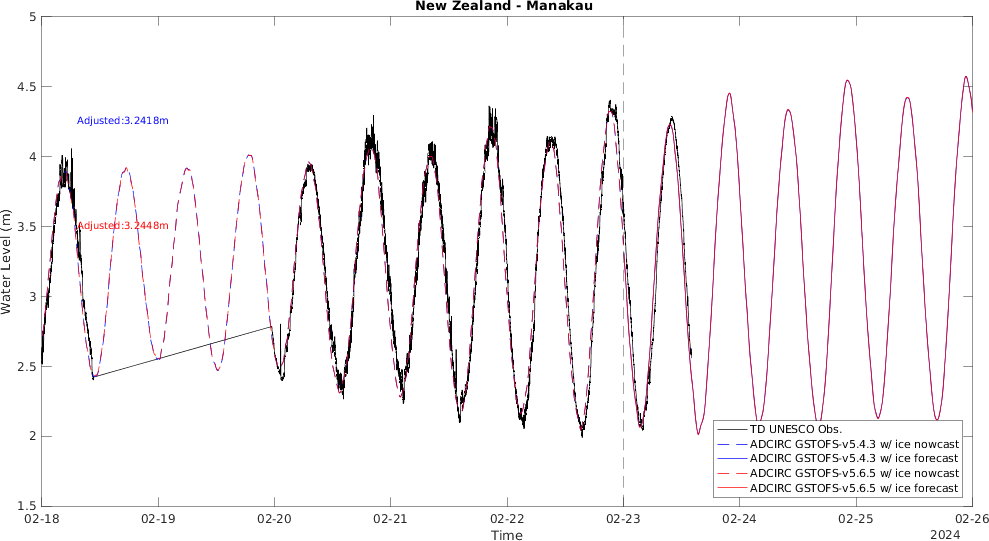 New Zealand - Manakau
5
4.5
4
3.5
3
2.5
2
1.5
Water Level (m)
Adjusted:3.2418m
Adjusted:3.2448m
TD UNESCO Obs.
ADCIRC GSTOFS-v5.4.3 w/ ice nowcast
ADCIRC GSTOFS-v5.4.3 w/ ice forecast
ADCIRC GSTOFS-v5.6.5 w/ ice nowcast
ADCIRC GSTOFS-v5.6.5 w/ ice forecast
02-18 02-19 02-20 02-21 02-22 02-23 02-24 02-25 02-26
Time
2024